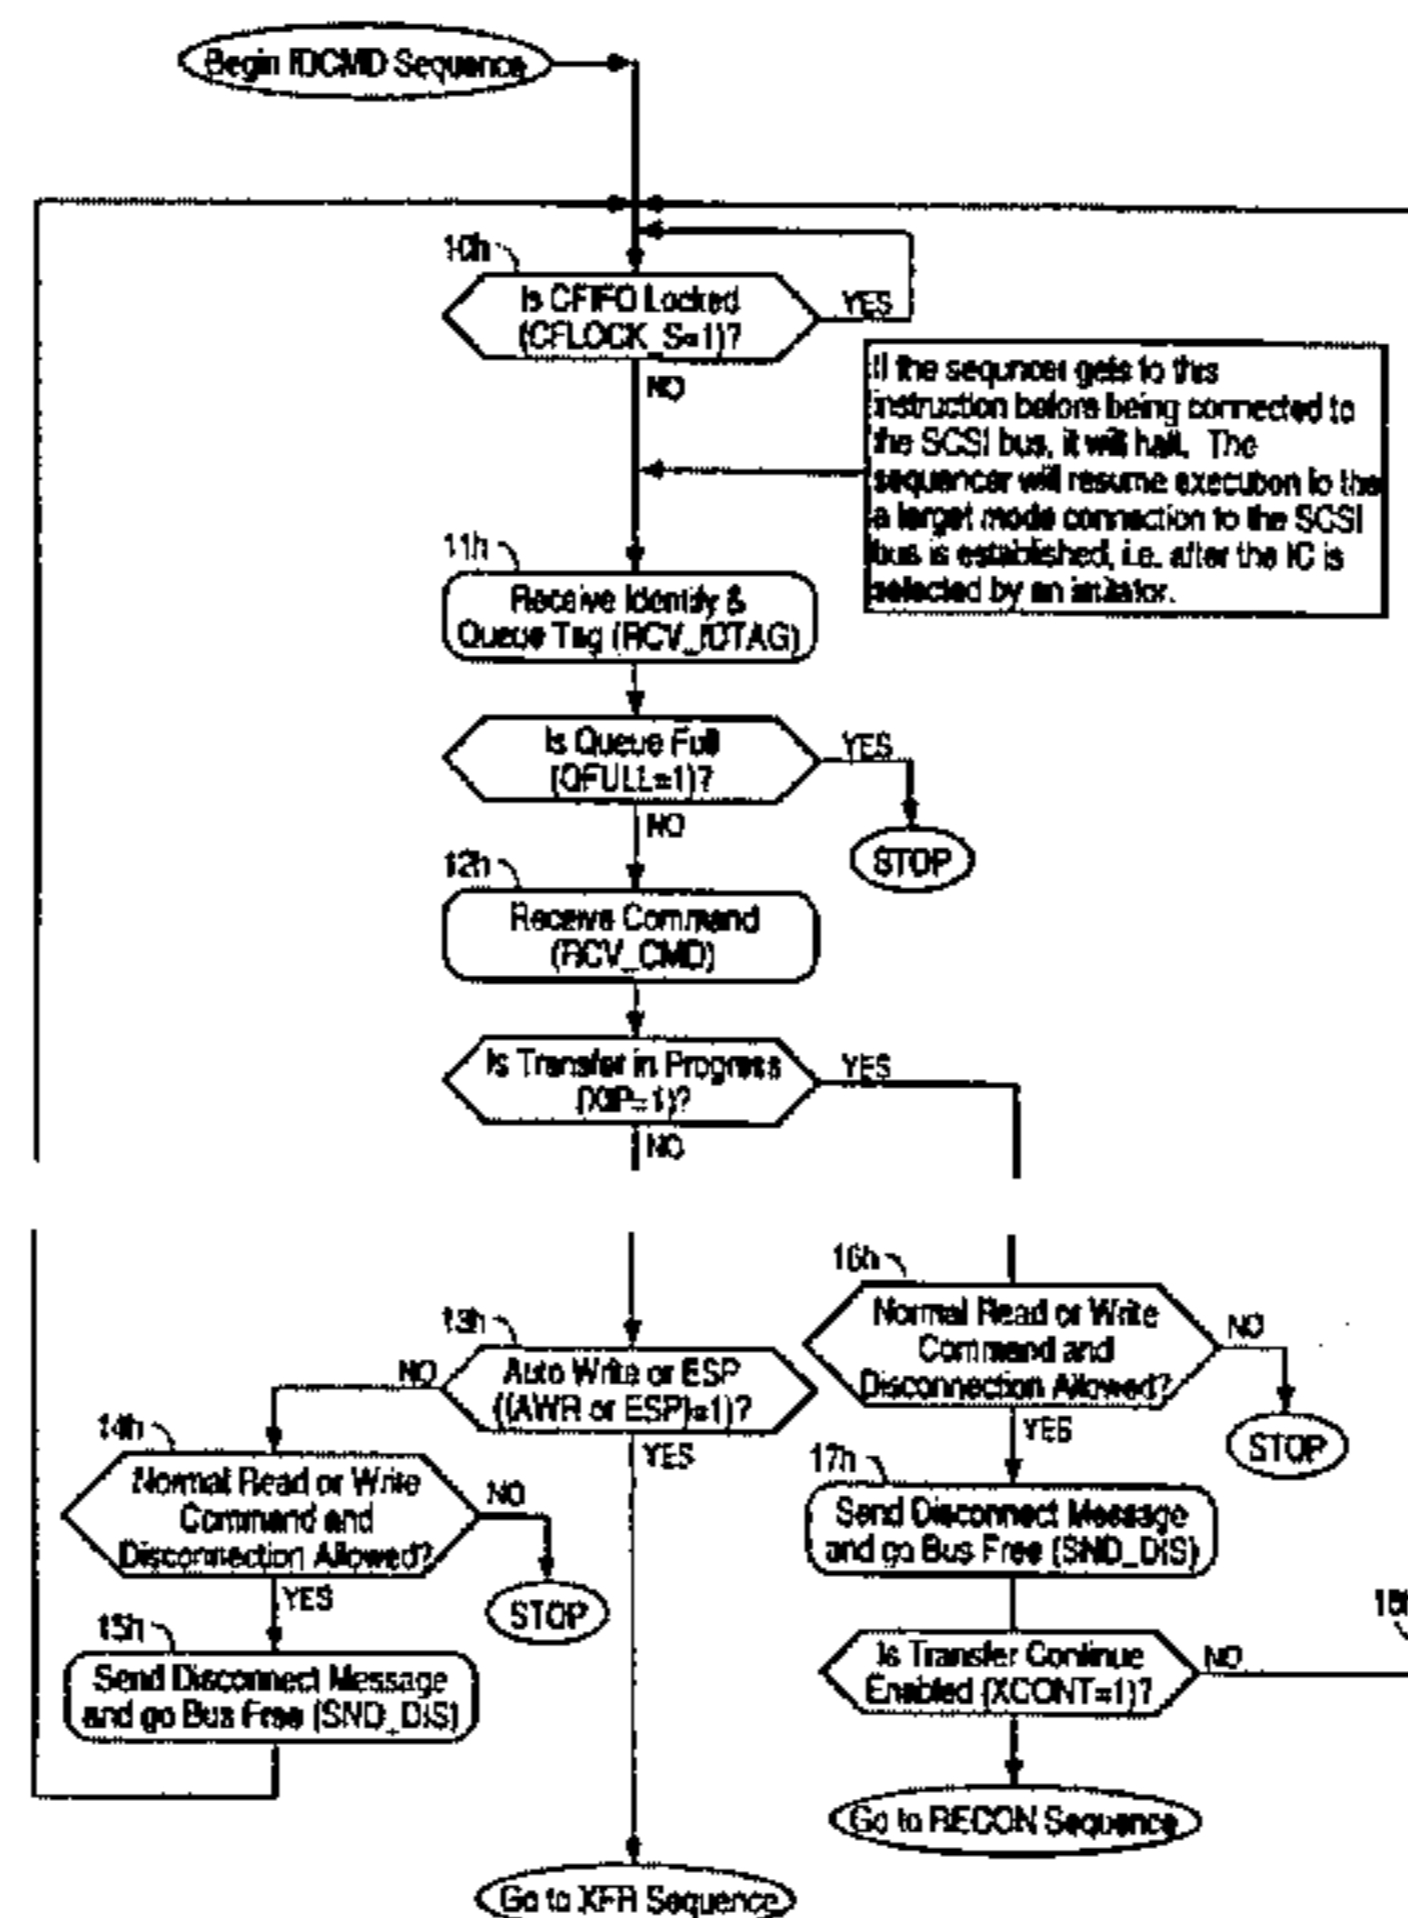 Begin IDCMD Sequence
10h
Is CFIFO Locked
(CFLOCK_S=1)?
YES
NO
If the sequncer gets to this
instruction before being connected to
the SCSI bus, it will halt. The
sequencer will resume execution to the
a target mode connection to the SCSI
bus is established, i.e. after the IC is
selected by an initator.
11h
Receive Identify &
Queue Tag (RCV_IDTAG)
Is Queue Full
(QFULL=1)?
YES
NO
STOP
12h
Receive Command
(RCV_CMD)
Is Transfer in Progress
(XIP=1)?
YES
NO
16h
Normal Read or Write
Command and
Disconnection Allowed?
NO
STOP
YES
13h
Auto Write or ESP
((AWR or ESP)=1)?
NO
YES
14h
Normal Read or Write
Command and
Disconnection Allowed?
NO
STOP
YES
17h
Send Disconnect Message
and go Bus Free (SND_DIS)
15h
Send Disconnect Message
and go Bus Free (SND_DIS)
Is Transfer Continue
Enabled (XCONT=1)?
NO
Go to RECON Sequence
Go to XFR Sequence